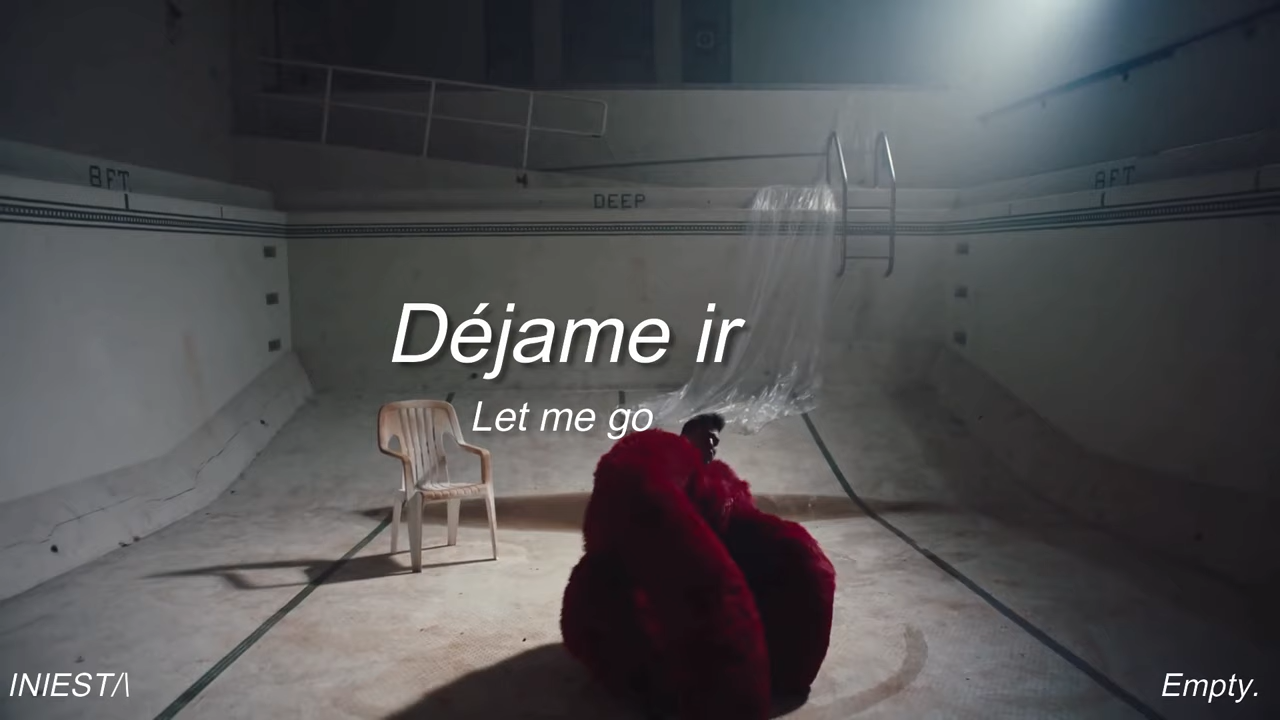 8FT
DEEP
8FT
Déjame ir
Let me go
INIEST/\
Empty.